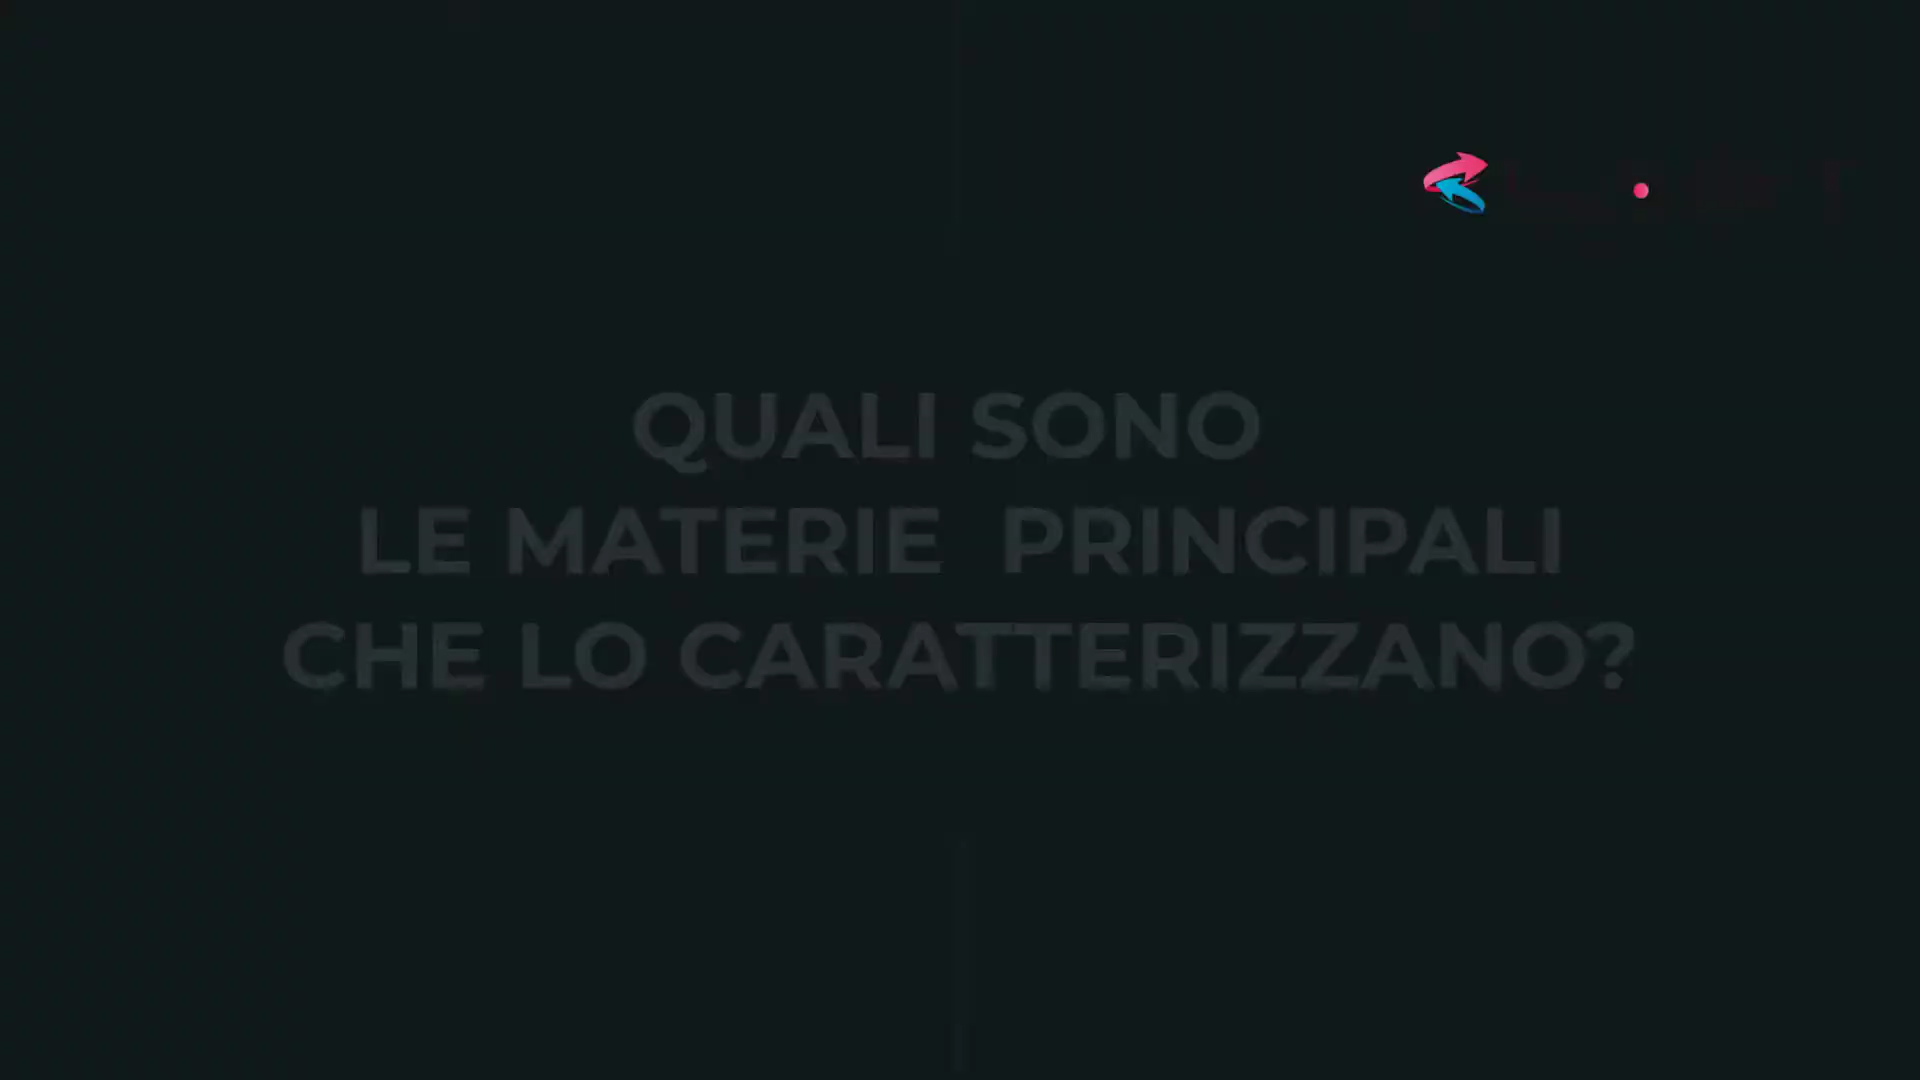 QUALI SONO
LE MATERIE PRINCIPALI
CHE LO CARATTERIZZANO?